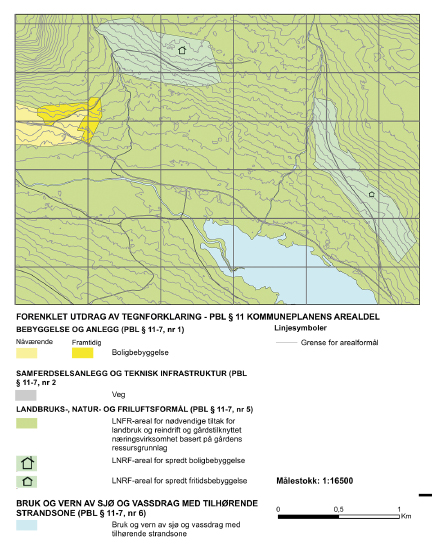 FORENKLET UTDRAG AV TEGNFORKLARING - PBL § 11 KOMMUNEPLANENS AREALDEL
BEBYGGELSE OG ANLEGG (PBL § 11-7, nr 1)
Linjesymboler
Nåværende
Framtidig
Grense for arealformål
Boligbebyggelse
SAMFERDSELSANLEGG OG TEKNISK INFRASTRUKTUR (PBL
§ 11-7, nr 2
Veg
LANDBRUKS-, NATUR- OG FRILUFTSFORMÅL (PBL § 11-7, nr 5)
LNFR-areal for nødvendige tiltak for
landbruk og reindrift og gårdstilknyttet
næringsvirksomhet basert på gårdens
ressursgrunnlag
LNRF-areal for spredt boligbebyggelse
LNRF-areal for spredt fritidsbebyggelse
Målestokk: 1:16500
BRUK OG VERN AV SJØ OG VASSDRAG MED TILHØRENDE
STRANDSONE (PBL § 11-7, nr 6)
Bruk og vern av sjø og vassdrag med
tilhørende strandsone
0 0,5 1
Km